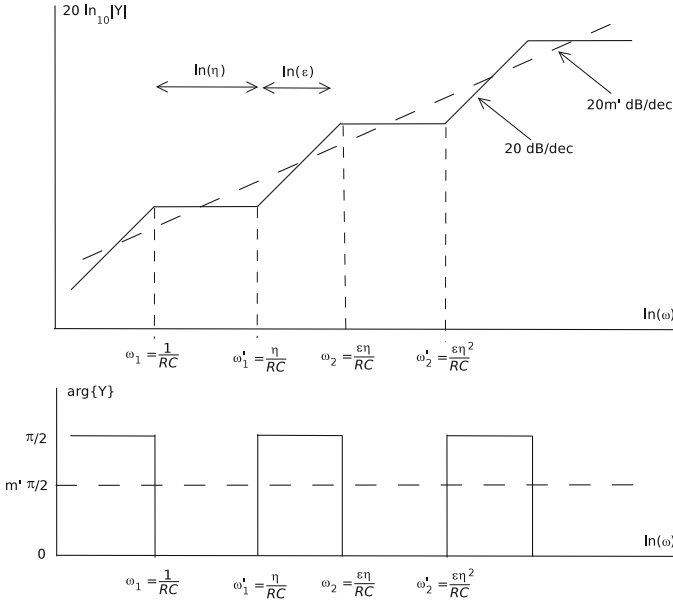 20 ln₁₀|Y|
ln(η) ln(ε)
20m' dB/dec
20 dB/dec
ln(ω)
ω₁ = 1/RC ω'₁ = η/RC ω₂ = εη/RC ω'₂ = εη²/RC
arg{Y}
π/2
m' π/2
0
ln(ω)
ω₁ = 1/RC ω'₁ = η/RC ω₂ = εη/RC ω'₂ = εη²/RC